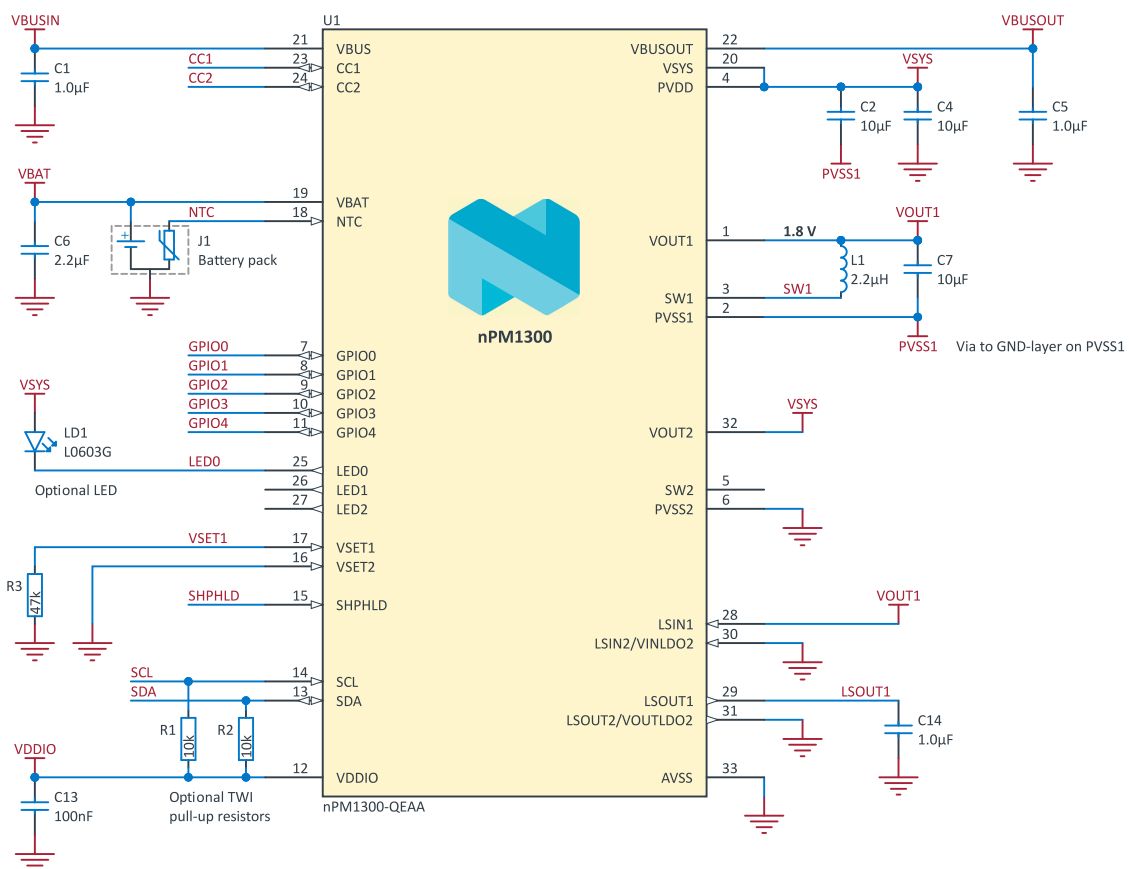 U1
VBUSIN
21
VBUS
CC1
23
CC1
CC2
24
CC2
C1
1.0µF
VBAT
19
VBAT
NTC
18
NTC
C6
2.2µF
J1
Battery pack
GPIO0
7
GPIO0
GPIO1
8
GPIO1
GPIO2
9
GPIO2
GPIO3
10
GPIO3
GPIO4
11
GPIO4
VSYS
LD1
L0603G
LED0
25
LED0
26
LED1
27
LED2
Optional LED
VSET1
17
VSET1
16
VSET2
R3
47k
SHPHLD
15
SHPHLD
SCL
14
SCL
SDA
13
SDA
R1
10k
R2
10k
VDDIO
12
VDDIO
C13
100nF
Optional TWI
pull-up resistors
nPM1300
nPM1300-QEAA
VBUSOUT
22
VBUSOUT
VSYS
20
VSYS
PVDD
4
C2
10µF
C4
10µF
C5
1.0µF
PVSS1
VOUT1
VOUT1
1
1.8 V
L1
2.2µH
C7
10µF
SW1
3
SW1
PVSS1
2
PVSS1
Via to GND-layer on PVSS1
VSYS
VOUT2
32
SW2
5
PVSS2
6
VOUT1
LSIN1
28
LSIN2/VINLDO2
30
LSOUT1
29
LSOUT1
LSOUT2/VOUTLDO2
31
C14
1.0µF
AVSS
33